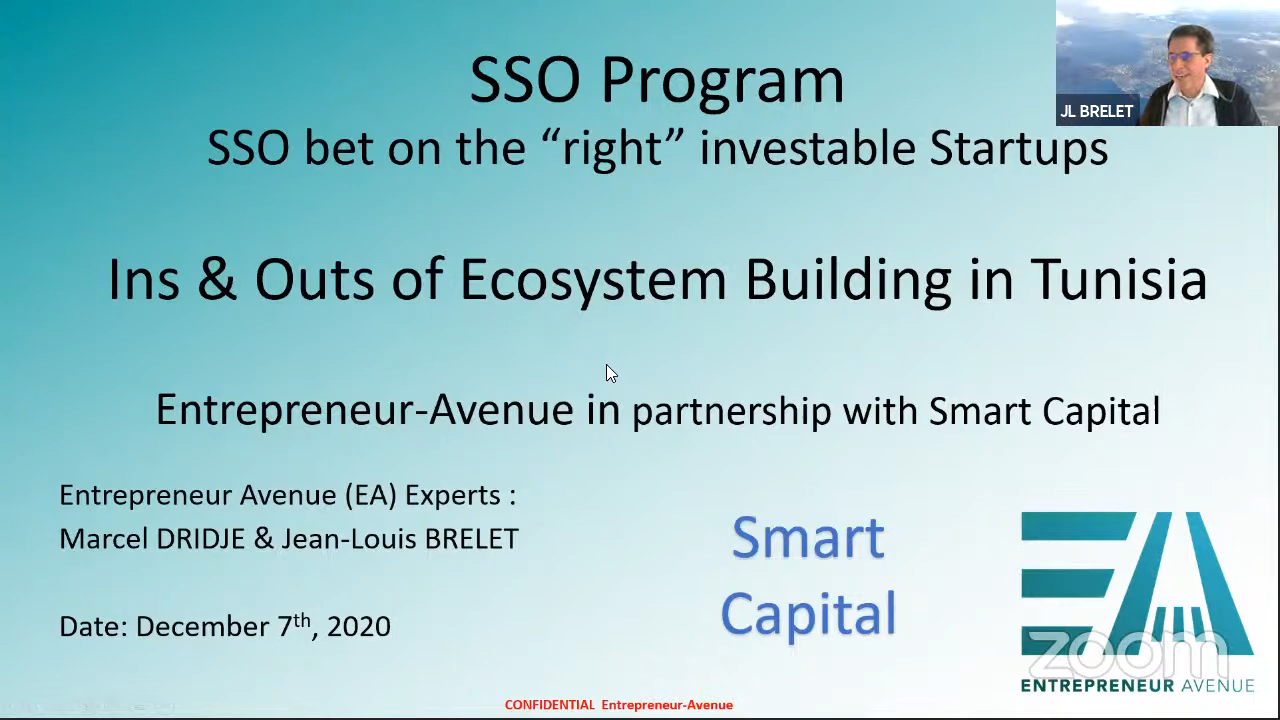 SSO Program
JL BRELET
SSO bet on the “right” investable Startups
Ins & Outs of Ecosystem Building in Tunisia
Entrepreneur-Avenue in partnership with Smart Capital
Entrepreneur Avenue (EA) Experts :
Marcel DRIDJE & Jean-Louis BRELET
Date: December 7th, 2020
Smart
Capital
EA
zoom
ENTREPRENEUR AVENUE
CONFIDENTIAL Entrepreneur-Avenue